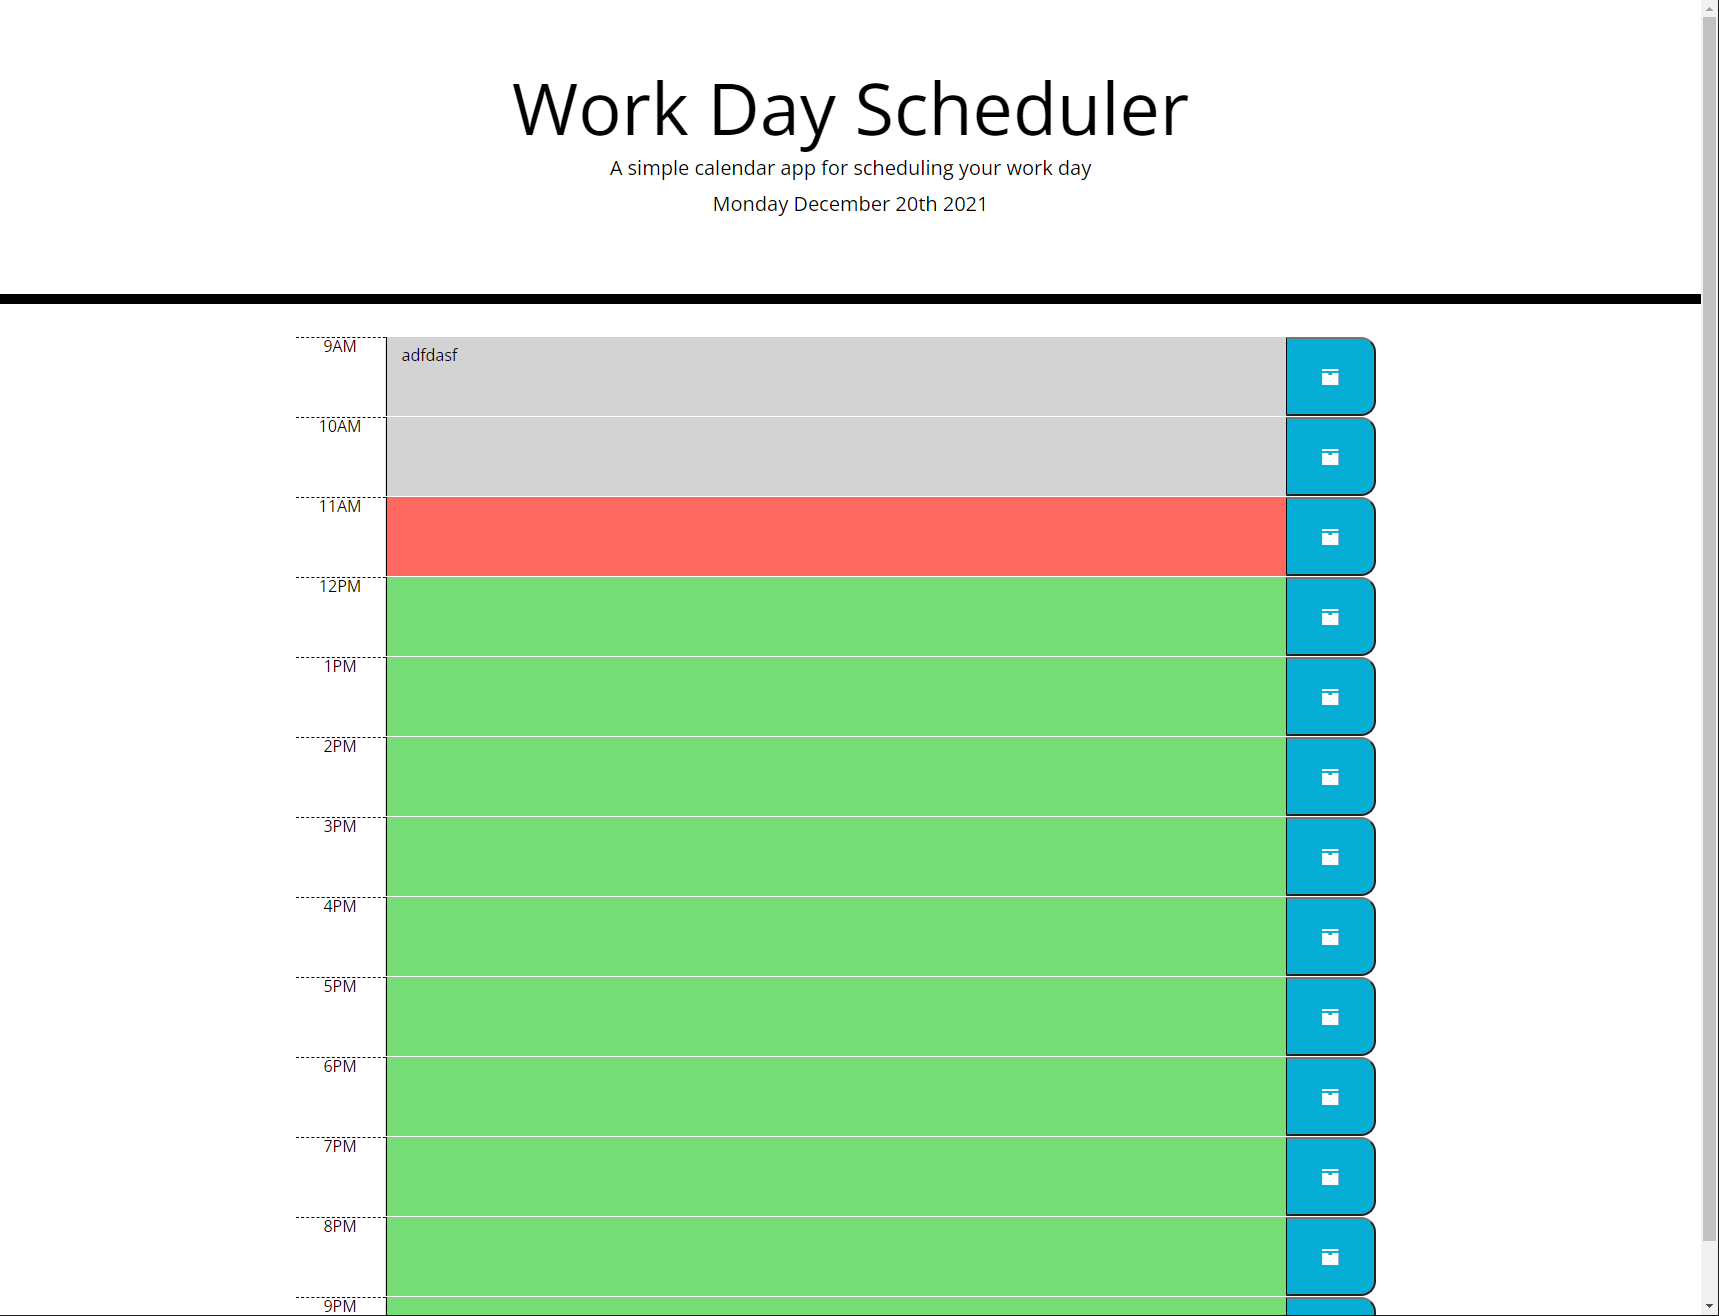 Work Day Scheduler
A simple calendar app for scheduling your work day
Monday December 20th 2021
9AM
adfdasf
10AM
11AM
12PM
1PM
2PM
3PM
4PM
5PM
6PM
7PM
8PM
9PM